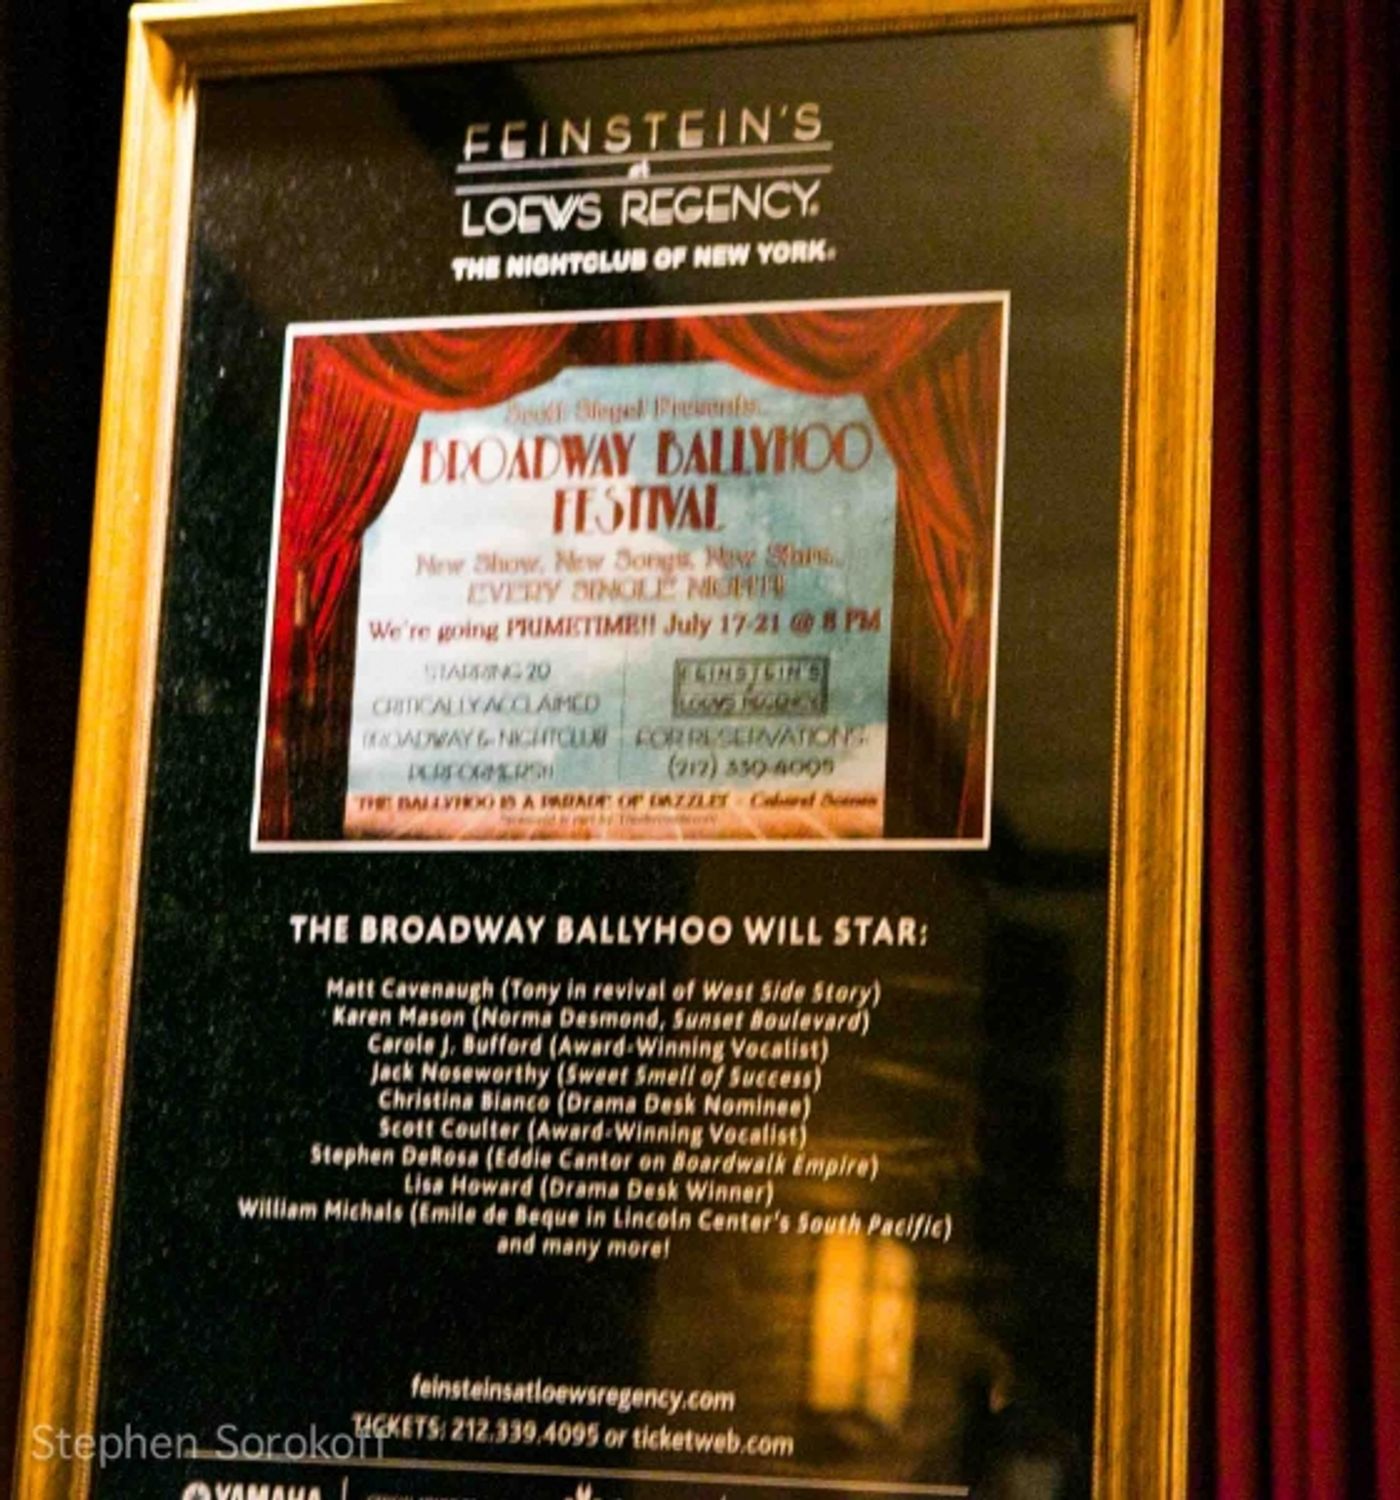 FEINSTEIN'S
at
LOEWS REGENCY.
THE NIGHTCLUB OF NEW YORK.
Scott Siegel Presents...
BROADWAY BALLYHOO
FESTIVAL
New Show, New Songs, New Stars...
EVERY SINGLE NIGHT!
We're going PRIMETIME!! July 17-21 @ 8 PM
STARRING 20
CRITICALLY ACCLAIMED
BROADWAY & NIGHTCLUB
PERFORMERS!!
FEINSTEIN'S
LOEWS REGENCY
FOR RESERVATIONS:
(212) 339-4095
THE BALLYHOO IS A PARADE OF DAZZLE! - Cabaret Scenes
THE BROADWAY BALLYHOO WILL STAR:
Matt Cavenaugh (Tony in revival of West Side Story)
Karen Mason (Norma Desmond, Sunset Boulevard)
Carole J. Bufford (Award-Winning Vocalist)
Jack Noseworthy (Sweet Smell of Success)
Christina Bianco (Drama Desk Nominee)
Scott Coulter (Award-Winning Vocalist)
Stephen DeRosa (Eddie Cantor on Boardwalk Empire)
Lisa Howard (Drama Desk Winner)
William Michals (Emile de Beque in Lincoln Center's South Pacific)
and many more!
feinsteinsatloewsregency.com
TICKETS: 212.339.4095 or ticketweb.com
Stephen Sorokoff
YAMAHA